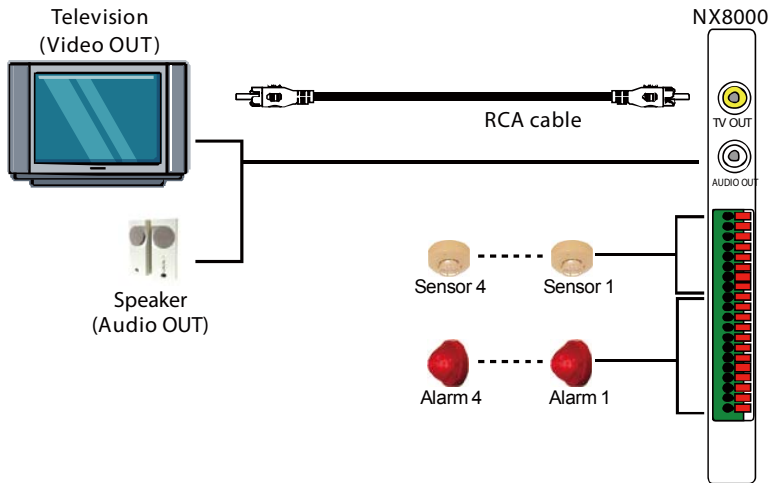 Television
(Video OUT)
NX8000
RCA cable
TV OUT
AUDIO OUT
Sensor 4
Sensor 1
Speaker
(Audio OUT)
Alarm 4
Alarm 1